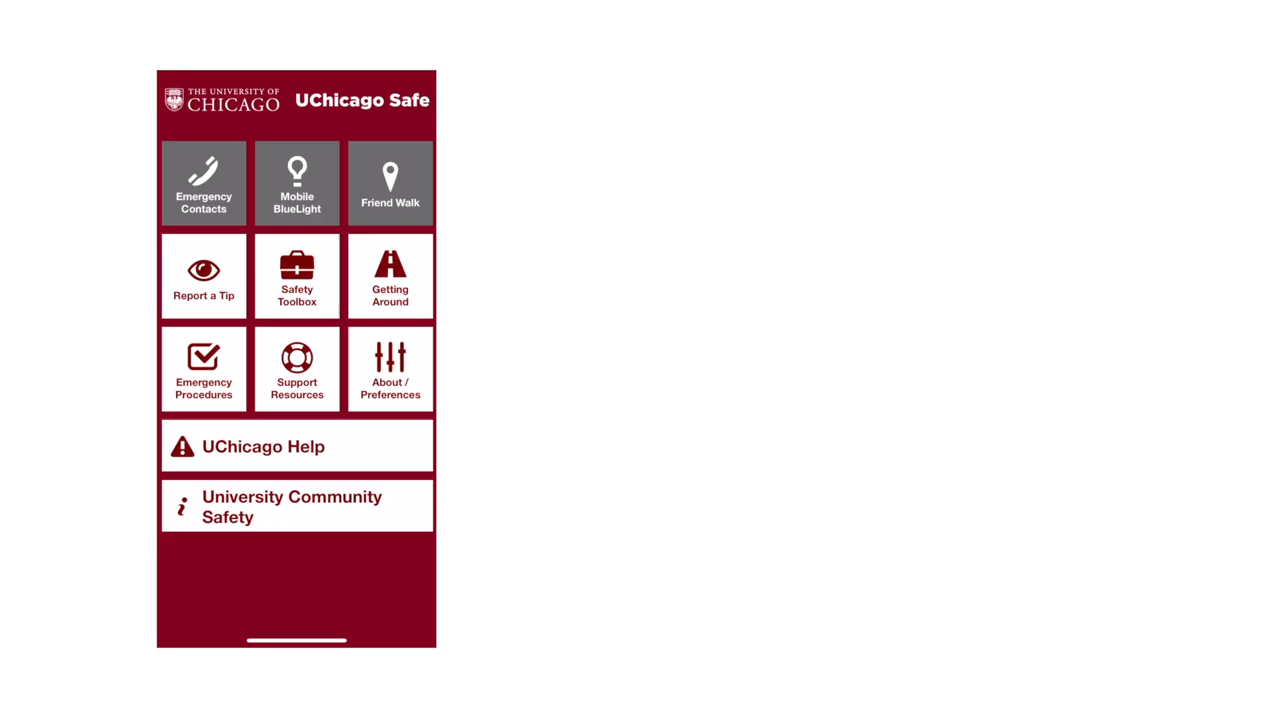 THE UNIVERSITY OF
CHICAGO
UChicago Safe
Emergency
Contacts
Mobile
BlueLight
Friend Walk
Report a Tip
Safety
Toolbox
Getting
Around
Emergency
Procedures
Support
Resources
About /
Preferences
UChicago Help
University Community
Safety